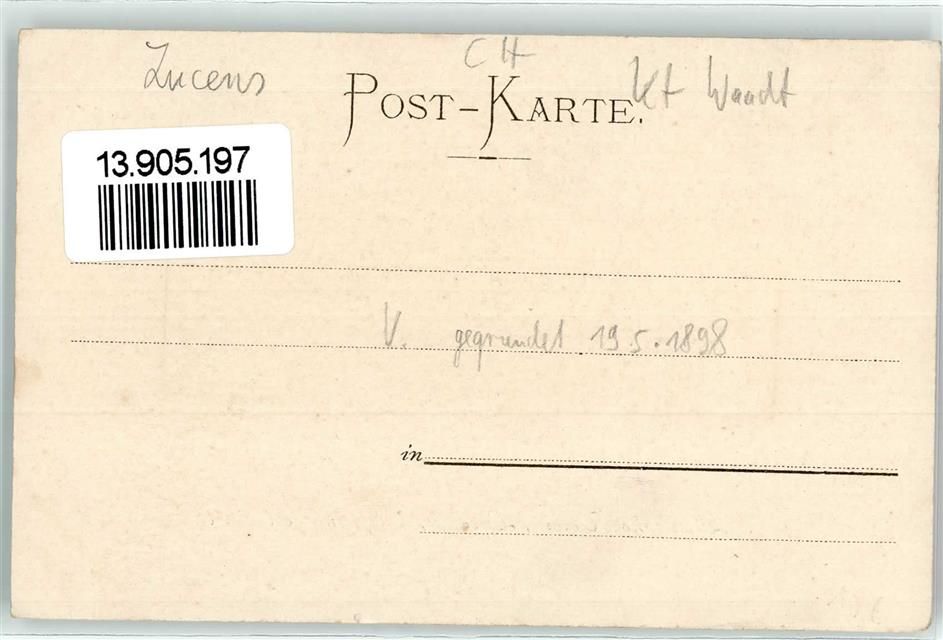 CH
Lucens
POST-KARTE.
Kt Waadt
13.905.197
V. gegrundet 19.5.1898
in